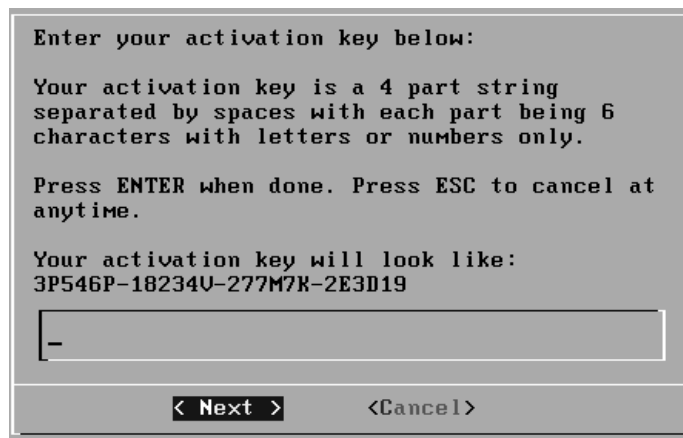 Enter your activation key below:
Your activation key is a 4 part string
separated by spaces with each part being 6
characters with letters or numbers only.
Press ENTER when done. Press ESC to cancel at
anytime.
Your activation key will look like:
3P546P-18234V-277M7K-2E3D19
_
< Next > <Cancel>